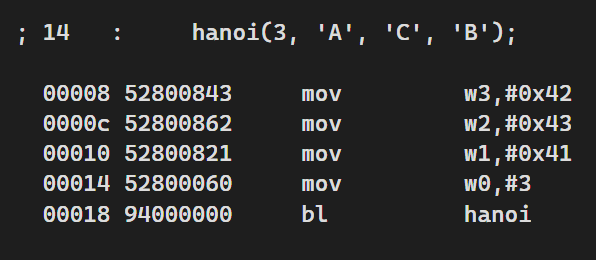 ; 14   :     hanoi(3, 'A', 'C', 'B');
00008 52800843     mov     w3,#0x42
0000c 52800862     mov     w2,#0x43
00010 52800821     mov     w1,#0x41
00014 52800060     mov     w0,#3
00018 94000000     bl      hanoi